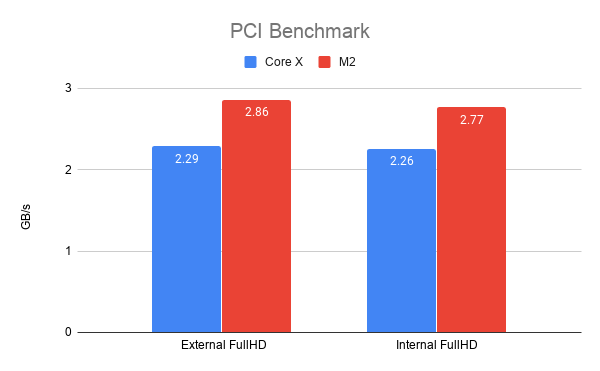 PCI Benchmark
Core X M2
GB/s
3
2
1
0
2.29 2.86 2.26 2.77
External FullHD Internal FullHD